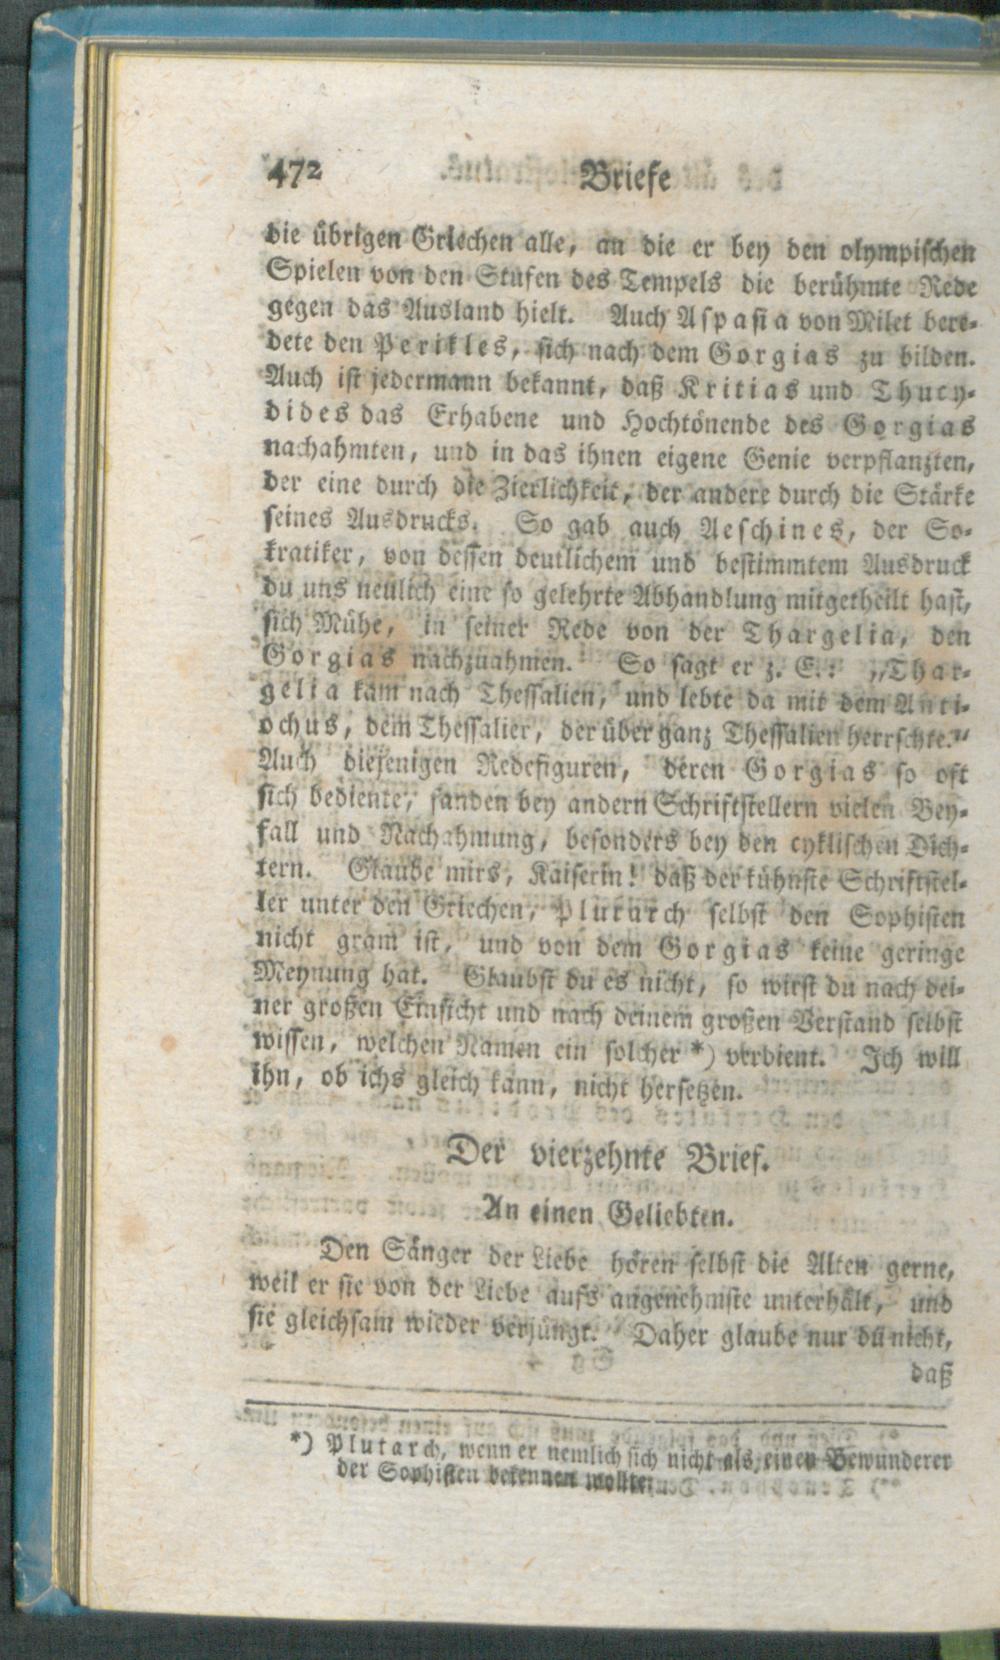 472 Briefe
die übrigen Griechen alle, an die er bey den olympischen
Spielen von den Stufen des Tempels die berühmte Rede
gegen das Ausland hielt. Auch Aspasia von Milet bere-
dete den Perikles, sich nach dem Gorgias zu bilden.
Auch ist jedermann bekannt, daß Kritias und Thucy-
dides das Erhabene und Hochtönende des Gorgias
nachahmten, und in das ihnen eigene Genie verpflanzten,
der eine durch die Zierlichkeit, der andere durch die Stärke
seines Ausdrucks. So gab auch Aeschines, der So-
kratiker, von dessen deutlichem und bestimmtem Ausdruck
du uns neulich eine so gelehrte Abhandlung mitgetheilt hast,
sich Mühe, in seiner Rede von der Thargelia, den
Gorgias nachzuahmen. So sagt er z. E.: „Thar-
gelia kam nach Thessalien, und lebte da mit dem Anti-
ochus, dem Thessalier, der über ganz Thessalien herrschte.“
Auch diejenigen Redefiguren, deren Gorgias so oft
sich bediente, fanden bey andern Schriftstellern vielen Bey-
fall und Nachahmung, besonders bey den cyklischen Dich-
tern. Glaube mirs, Kaiserin! daß der kühnste Schriftstel-
ler unter den Griechen, Plutarch selbst den Sophisten
nicht gram ist, und von dem Gorgias keine geringe
Meynung hat. Glaubst du es nicht, so wirst du nach dei-
ner großen Einsicht und nach deinem großen Verstand selbst
wissen, welchen Namen ein solcher *) verdient. Ich will
ihn, ob ichs gleich kann, nicht hersetzen.
Der vierzehnte Brief.
An einen Geliebten.
Den Sänger der Liebe hören selbst die Alten gerne,
weil er sie von der Liebe aufs angenehmste unterhält, und
sie gleichsam wieder verjüngt. Daher glaube nur du nicht,
daß
*) Plutarch, wenn er nemlich sich nicht als einen Bewunderer
der Sophisten bekennen wollte.